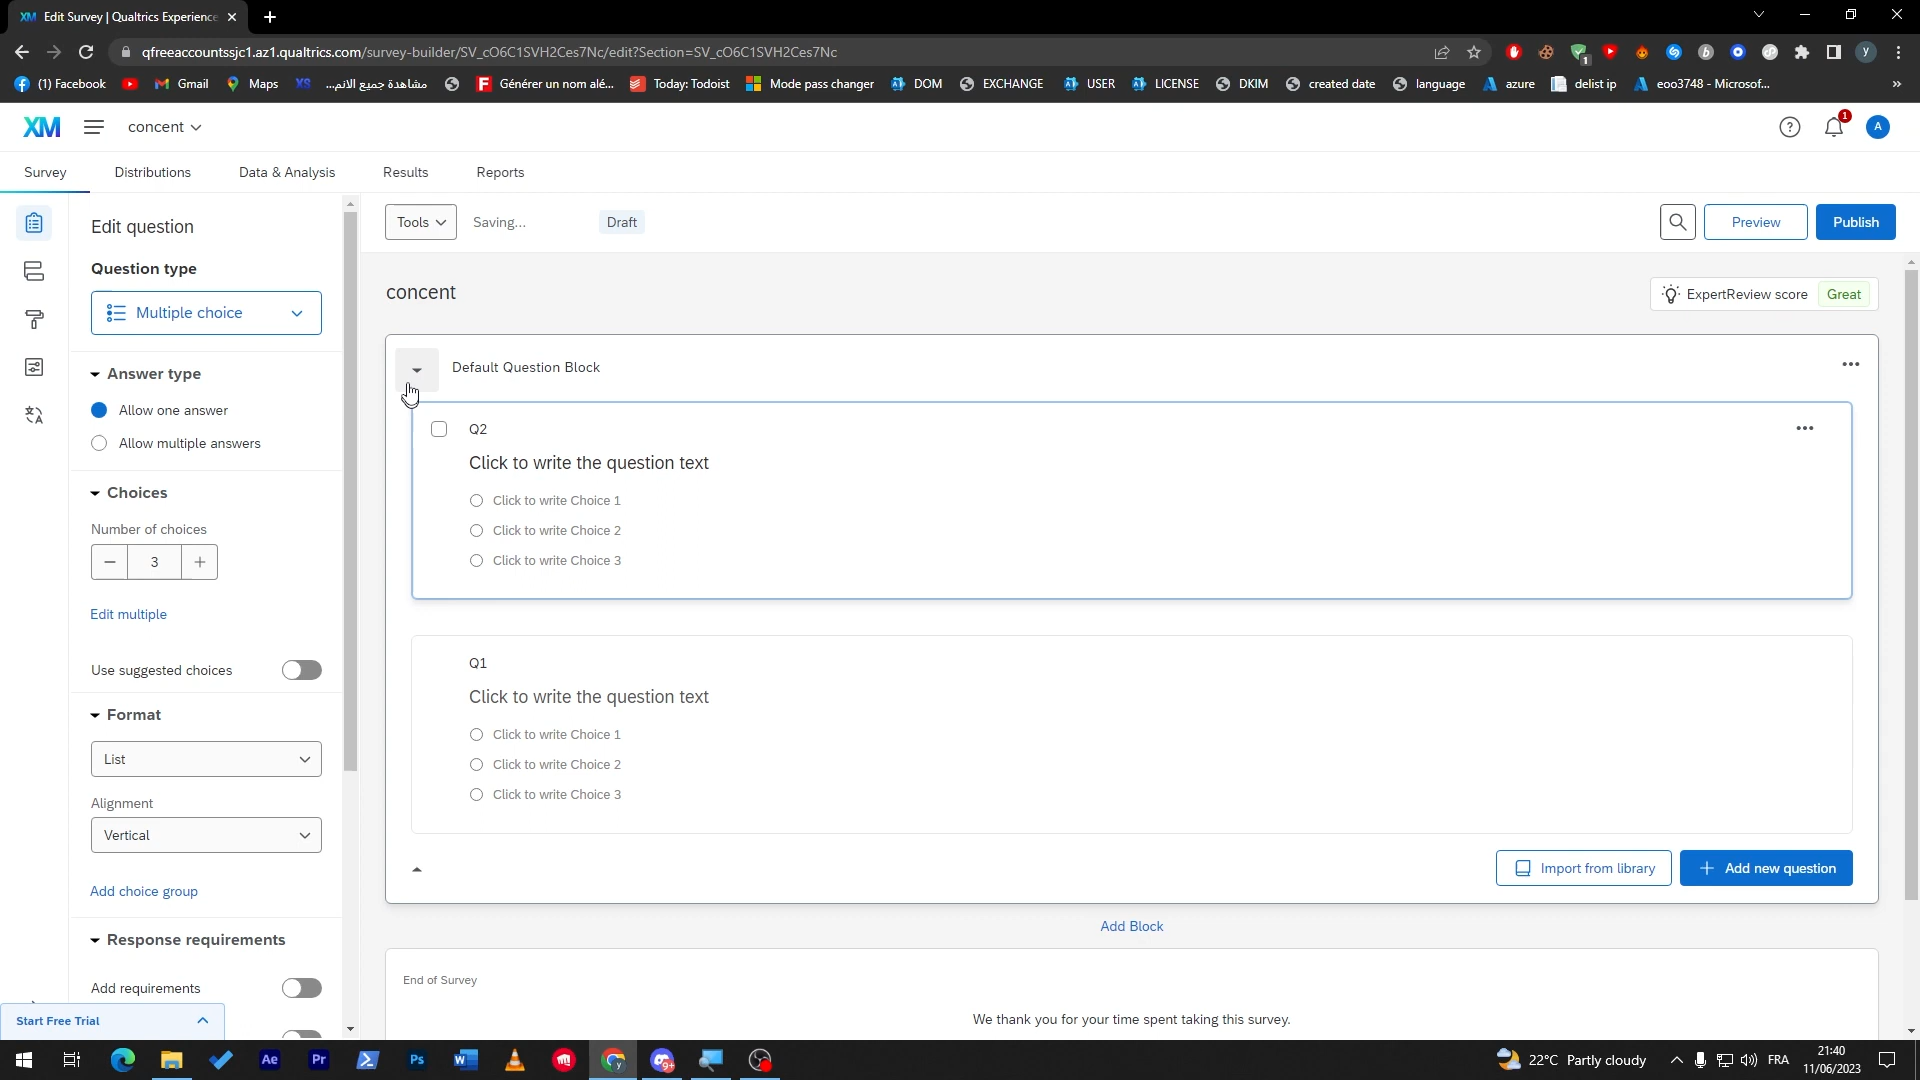 XM Edit Survey | Qualtrics Experience
qfreeaccountssjc1.az1.qualtrics.com/survey-builder/SV_cO6C1SVH2Ces7Nc/edit?Section=SV_cO6C1SVH2Ces7Nc
1
y
(1) Facebook
Gmail
Maps
XS
مشاهدة جميع الانم...
Générer un nom alé...
Today: Todoist
Mode pass changer
DOM
EXCHANGE
USER
LICENSE
DKIM
created date
language
azure
delist ip
eoo3748 - Microsof...
XM
concent
1
A
Survey
Distributions
Data & Analysis
Results
Reports
Edit question
Tools
Saving...
Draft
Preview
Publish
Question type
Multiple choice
concent
ExpertReview score
Great
Answer type
Allow one answer
Allow multiple answers
Choices
Number of choices
3
Edit multiple
Use suggested choices
Format
List
Alignment
Vertical
Add choice group
Response requirements
Add requirements
Default Question Block
Q2
Click to write the question text
Click to write Choice 1
Click to write Choice 2
Click to write Choice 3
Q1
Click to write the question text
Click to write Choice 1
Click to write Choice 2
Click to write Choice 3
Import from library
Add new question
Add Block
End of Survey
We thank you for your time spent taking this survey.
Start Free Trial
Ae
Pr
Ps
W
9+
22°C Partly cloudy
FRA
21:40
11/06/2023